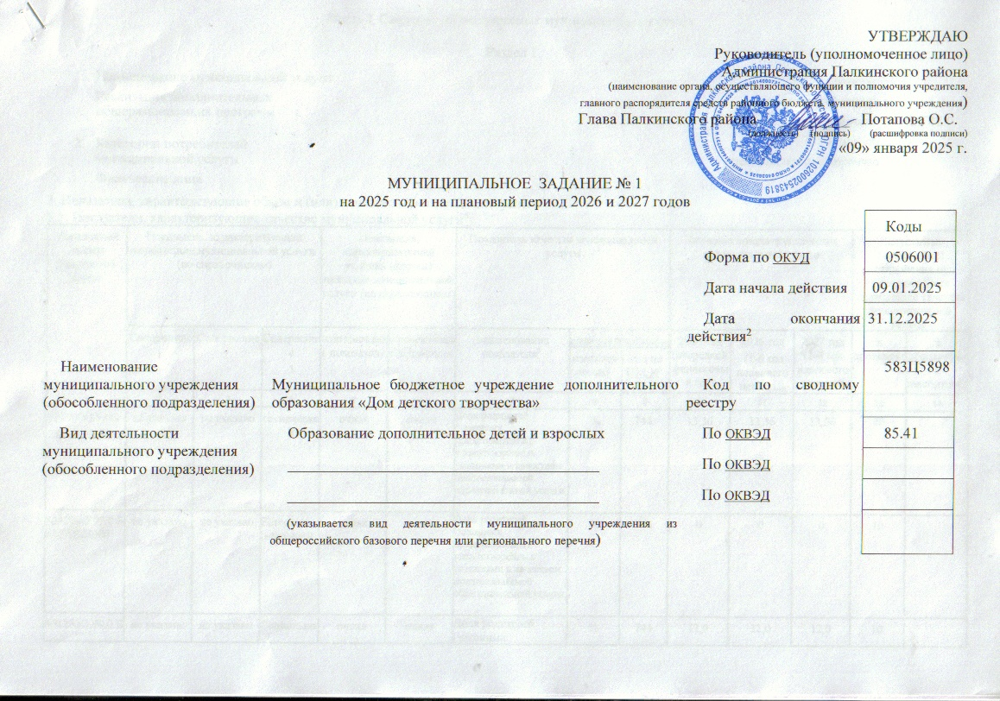 УТВЕРЖДАЮ
Руководитель (уполномоченное лицо)
Администрация Палкинского района
(наименование органа, осуществляющего функции и полномочия учредителя,
главного распорядителя средств районного бюджета, муниципального учреждения)
Глава Палкинского района Потапова О.С.
(должность) (подпись) (расшифровка подписи)
«09» января 2025 г.
ОГРН 1026002543819
МУНИЦИПАЛЬНОЕ ЗАДАНИЕ № 1
на 2025 год и на плановый период 2026 и 2027 годов
Коды
Форма по ОКУД 0506001
Дата начала действия 09.01.2025
Дата окончания 31.12.2025
действия2
Наименование
муниципального учреждения
(обособленного подразделения)
Муниципальное бюджетное учреждение дополнительного
образования «Дом детского творчества»
Код по сводному
реестру
583Ц5898
Вид деятельности
муниципального учреждения
(обособленного подразделения)
Образование дополнительное детей и взрослых
По ОКВЭД 85.41
По ОКВЭД
По ОКВЭД
(указывается вид деятельности муниципального учреждения из
общероссийского базового перечня или регионального перечня)